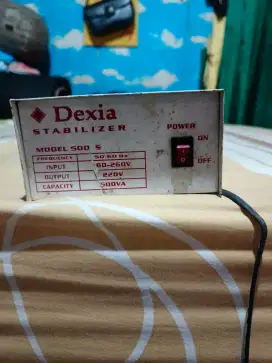 Dexia
STABILIZER
MODEL 500 S
FREQUENCY 50-60 Hz
INPUT 60-260V
OUTPUT 220V
CAPACITY 500VA
POWER
ON
OFF